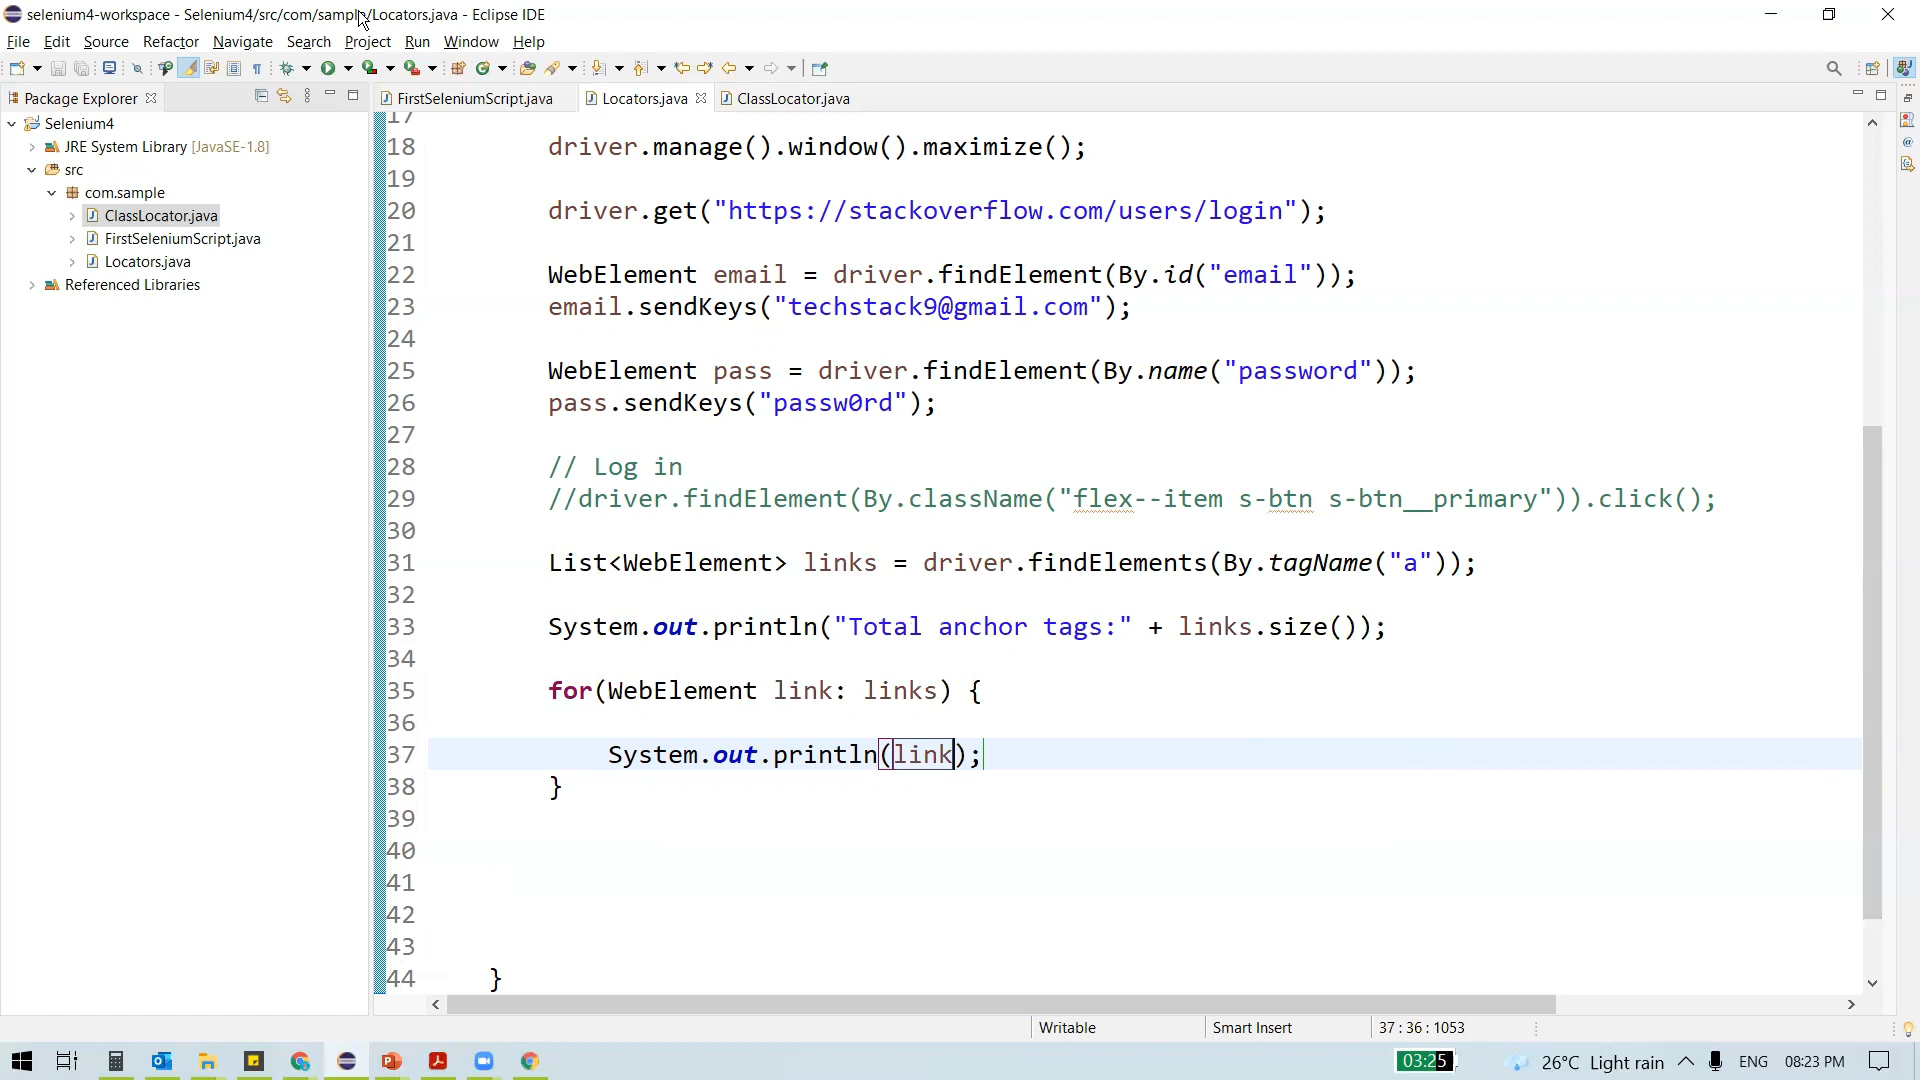 selenium4-workspace - Selenium4/src/com/sample/Locators.java - Eclipse IDE
File Edit Source Refactor Navigate Search Project Run Window Help
Package Explorer
FirstSeleniumScript.java
Locators.java
ClassLocator.java
Selenium4
JRE System Library [JavaSE-1.8]
src
com.sample
ClassLocator.java
FirstSeleniumScript.java
Locators.java
Referenced Libraries
17
18 driver.manage().window().maximize();
19
20 driver.get("https://stackoverflow.com/users/login");
21
22 WebElement email = driver.findElement(By.id("email"));
23 email.sendKeys("techstack9@gmail.com");
24
25 WebElement pass = driver.findElement(By.name("password"));
26 pass.sendKeys("passw0rd");
27
28 // Log in
29 //driver.findElement(By.className("flex--item s-btn s-btn__primary")).click();
30
31 List<WebElement> links = driver.findElements(By.tagName("a"));
32
33 System.out.println("Total anchor tags:" + links.size());
34
35 for(WebElement link: links) {
36
37 System.out.println(link);
38 }
39
40
41
42
43
44 }
Writable Smart Insert 37 : 36 : 1053
03:25 26°C Light rain ENG 08:23 PM